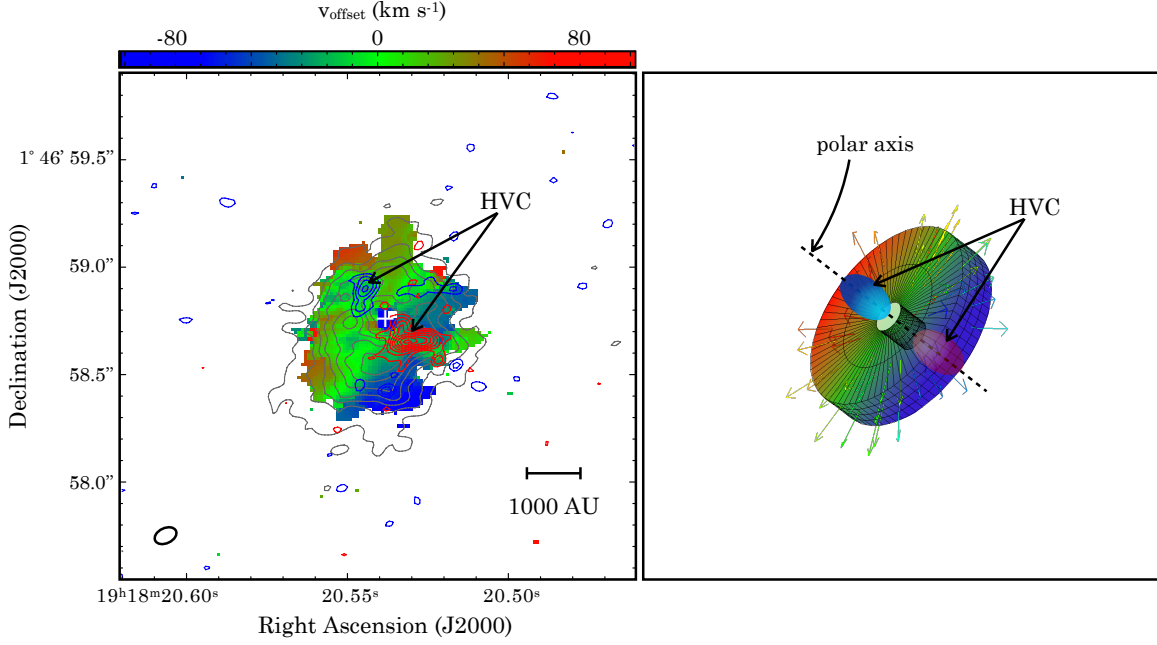 v_offset (km s⁻¹)
-80 0 80
1° 46' 59.5"
59.0"
58.5"
58.0"
Declination (J2000)
HVC
1000 AU
19ʰ18ᵐ20.60ˢ 20.55ˢ 20.50ˢ
Right Ascension (J2000)
polar axis
HVC